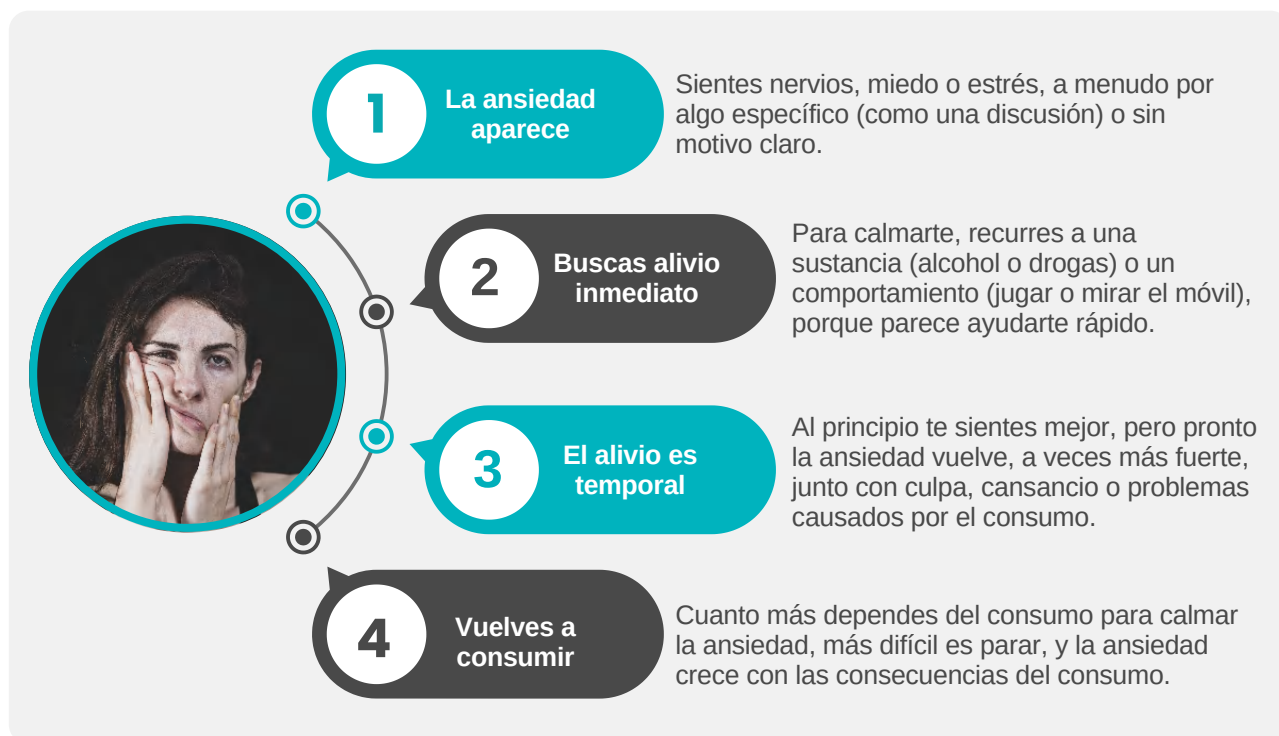 1
La ansiedad
aparece
Sientes nervios, miedo o estrés, a menudo por
algo específico (como una discusión) o sin
motivo claro.
2
Buscas alivio
inmediato
Para calmarte, recurres a una
sustancia (alcohol o drogas) o un
comportamiento (jugar o mirar el móvil),
porque parece ayudarte rápido.
3
El alivio es
temporal
Al principio te sientes mejor, pero pronto
la ansiedad vuelve, a veces más fuerte,
junto con culpa, cansancio o problemas
causados por el consumo.
4
Vuelves a
consumir
Cuanto más dependes del consumo para calmar
la ansiedad, más difícil es parar, y la ansiedad
crece con las consecuencias del consumo.